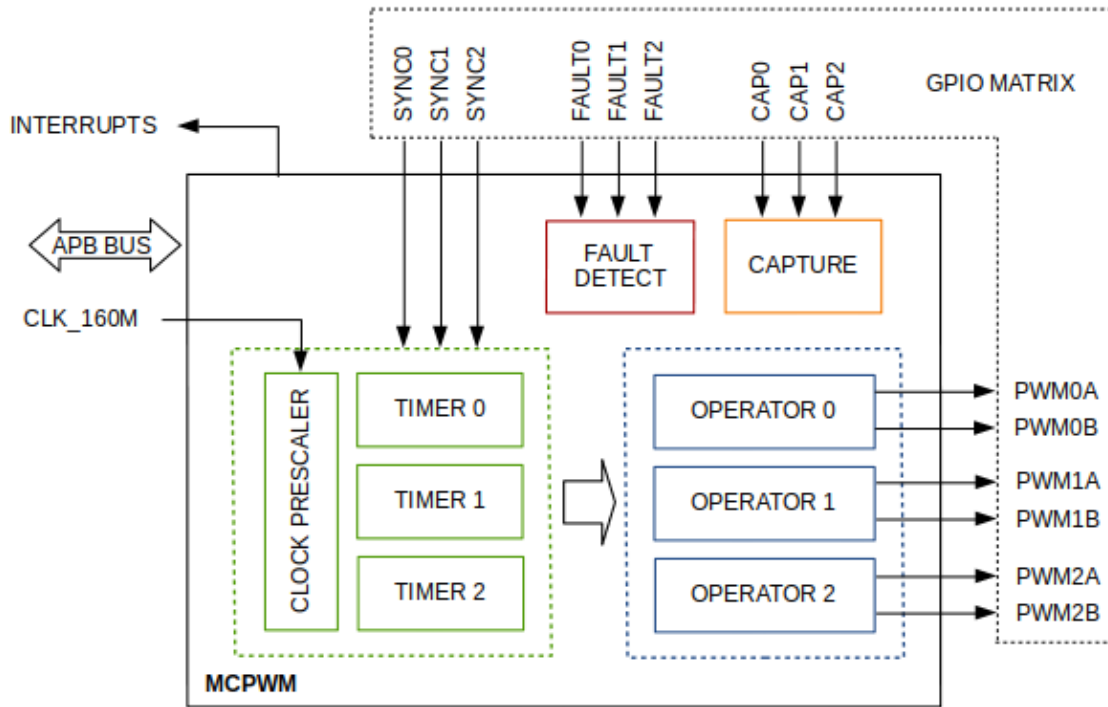 SYNC0
SYNC1
SYNC2
FAULT0
FAULT1
FAULT2
CAP0
CAP1
CAP2
GPIO MATRIX
INTERRUPTS
APB BUS
FAULT
DETECT
CAPTURE
CLK_160M
CLOCK PRESCALER
TIMER 0
TIMER 1
TIMER 2
OPERATOR 0
OPERATOR 1
OPERATOR 2
PWM0A
PWM0B
PWM1A
PWM1B
PWM2A
PWM2B
MCPWM